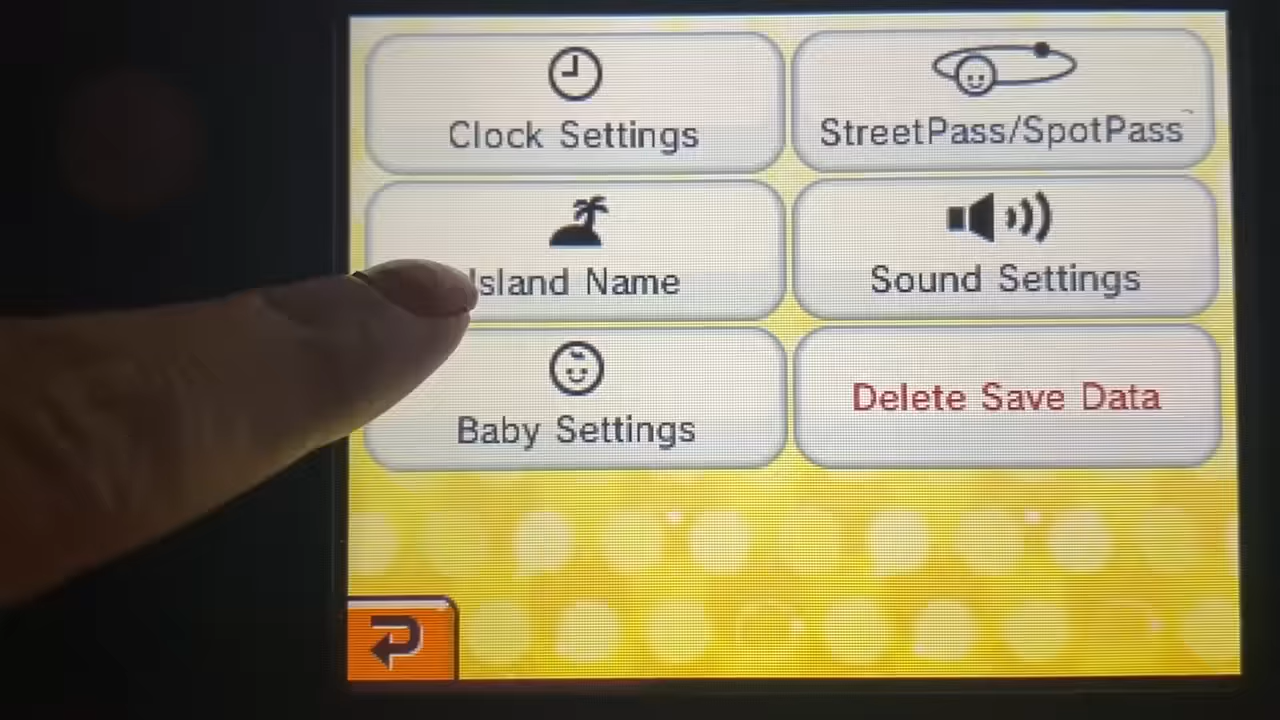 Clock Settings
StreetPass/SpotPass
Island Name
Sound Settings
Baby Settings
Delete Save Data